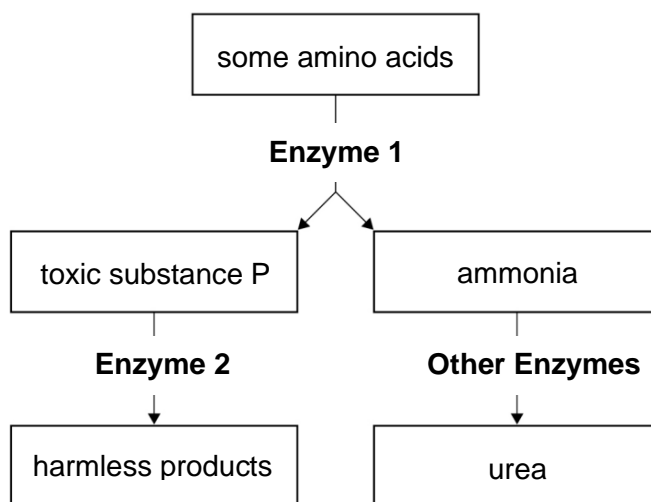 some amino acids
Enzyme 1
toxic substance P
ammonia
Enzyme 2
Other Enzymes
harmless products
urea